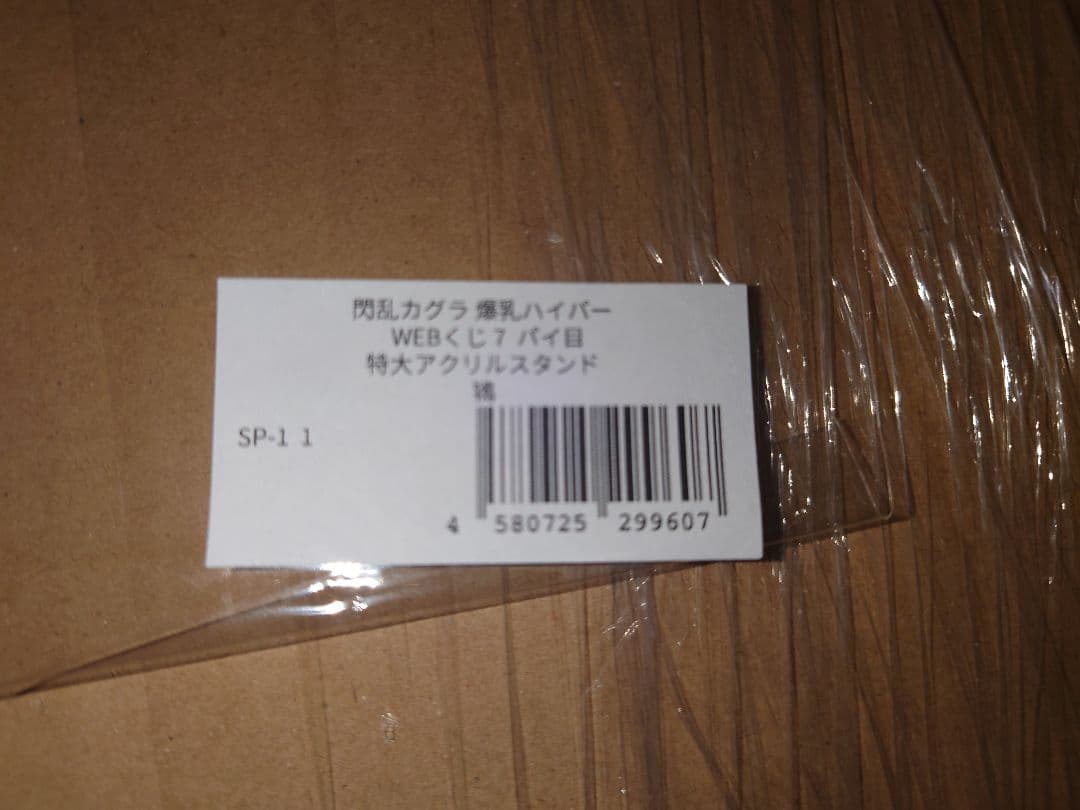 閃乱カグラ 爆乳ハイパー
WEBくじ７ パイ目
特大アクリルスタンド
SP-1 1
4 580725 299607